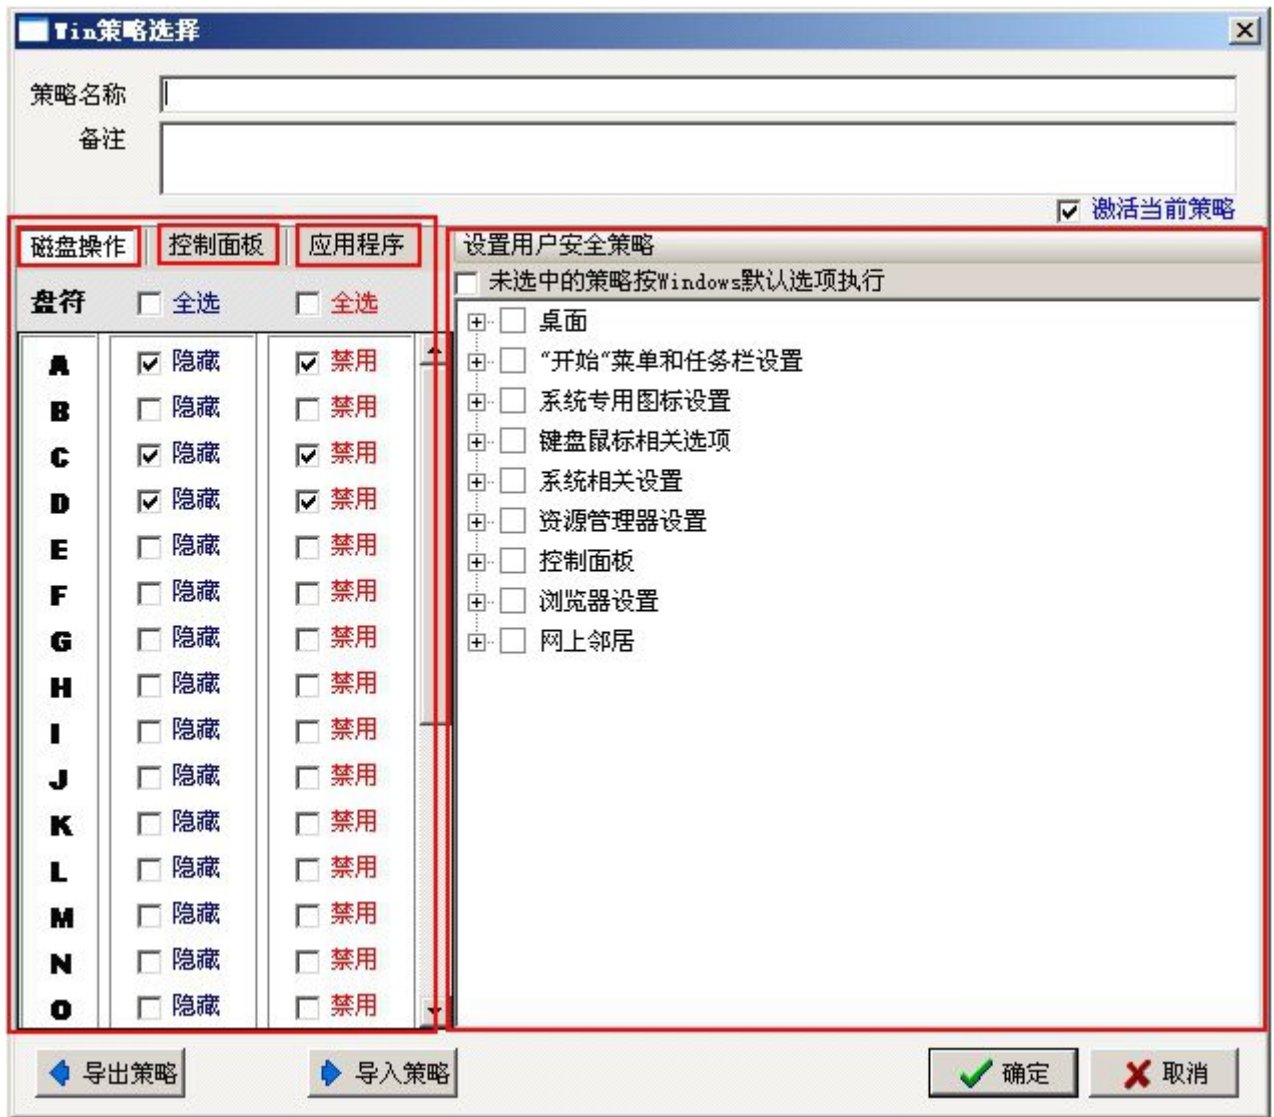 Win策略选择
策略名称
备注
激活当前策略
磁盘操作 控制面板 应用程序
盘符 全选 全选
A 隐藏 禁用
B 隐藏 禁用
C 隐藏 禁用
D 隐藏 禁用
E 隐藏 禁用
F 隐藏 禁用
G 隐藏 禁用
H 隐藏 禁用
I 隐藏 禁用
J 隐藏 禁用
K 隐藏 禁用
L 隐藏 禁用
M 隐藏 禁用
N 隐藏 禁用
O 隐藏 禁用
设置用户安全策略
未选中的策略按Windows默认选项执行
桌面
“开始“菜单和任务栏设置
系统专用图标设置
键盘鼠标相关选项
系统相关设置
资源管理器设置
控制面板
浏览器设置
网上邻居
导出策略 导入策略 确定 取消